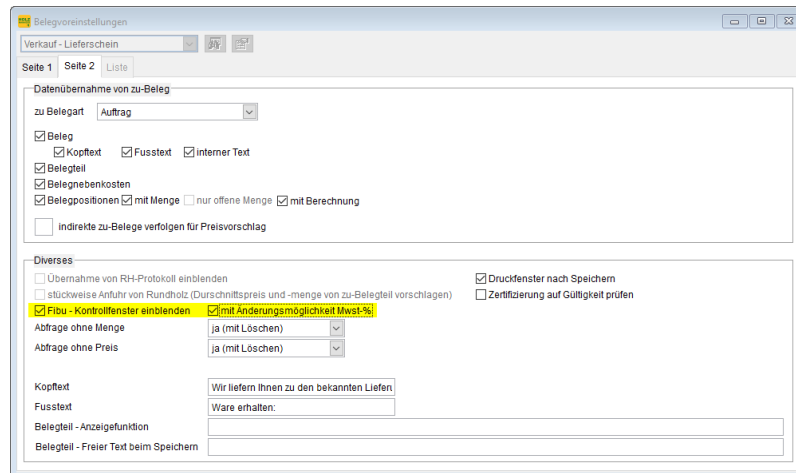 Belegvoreinstellungen
Verkauf - Lieferschein
Seite 1 Seite 2 Liste
Datenübernahme von zu-Beleg
zu Belegart Auftrag
Beleg
Kopftext Fusstext interner Text
Belegteil
Belegnebenkosten
Belegpositionen mit Menge nur offene Menge mit Berechnung
indirekte zu-Belege verfolgen für Preisvorschlag
Diverses
Übernahme von RH-Protokoll einblenden Druckfenster nach Speichern
stückweise Anfuhr von Rundholz (Durschnittspreis und -menge von zu-Belegteil vorschlagen) Zertifizierung auf Gültigkeit prüfen
Fibu - Kontrollfenster einblenden mit Änderungsmöglichkeit Mwst-%
Abfrage ohne Menge ja (mit Löschen)
Abfrage ohne Preis ja (mit Löschen)
Kopftext Wir liefern Ihnen zu den bekannten
Fusstext Ware erhalten:
Belegteil - Anzeigefunktion
Belegteil - Freier Text beim Speichern